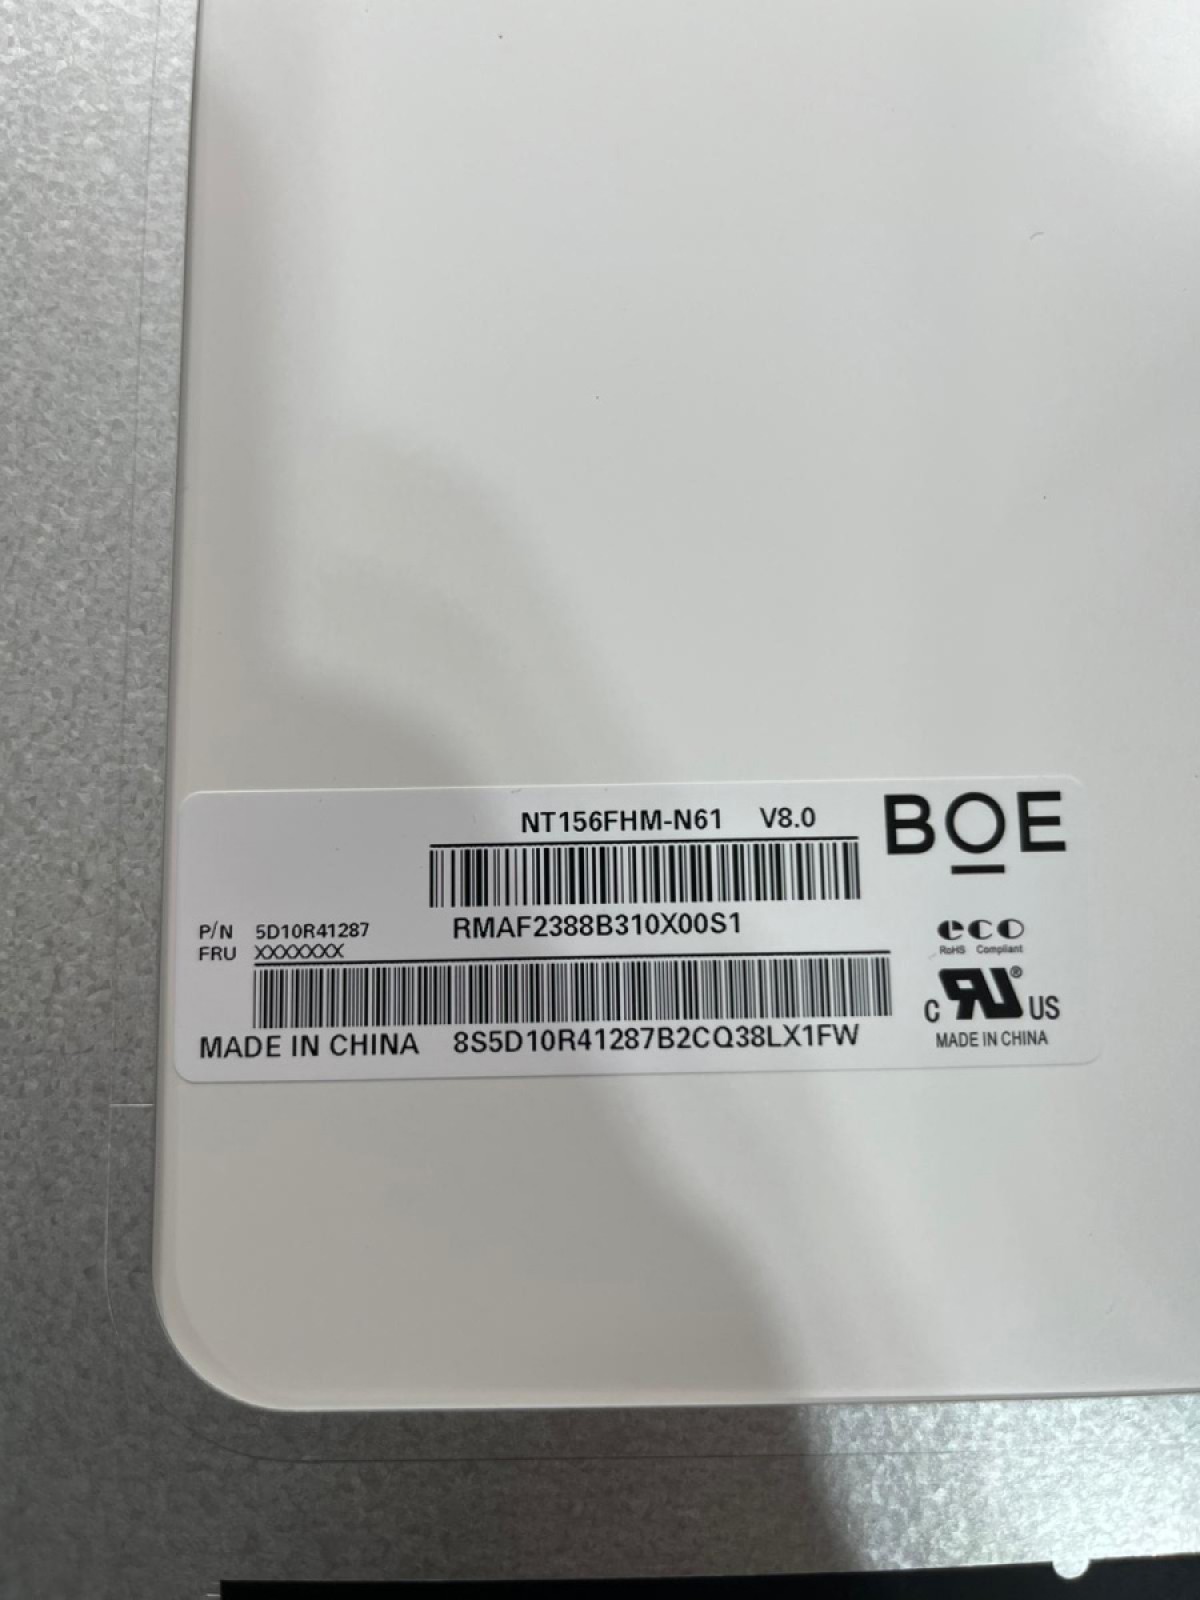 NT156FHM-N61 V8.0
BOE
P/N 5D10R41287
RMAF2388B310X00S1
FRU XXXXXXX
eco
RoHS Compliant
C RU® US
MADE IN CHINA 8S5D10R41287B2CQ38LX1FW
MADE IN CHINA